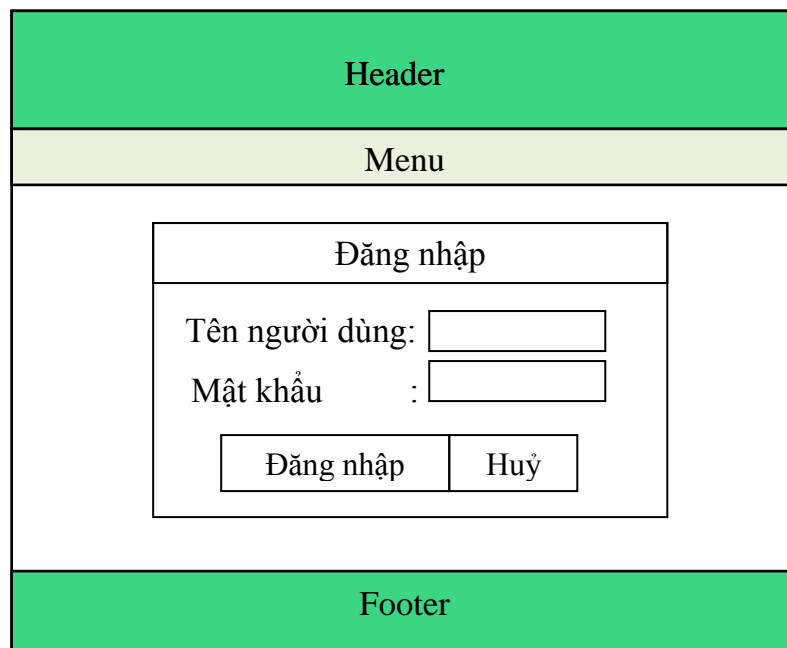 Header
Menu
Đăng nhập
Tên người dùng:
Mật khẩu :
Đăng nhập Huỷ
Footer